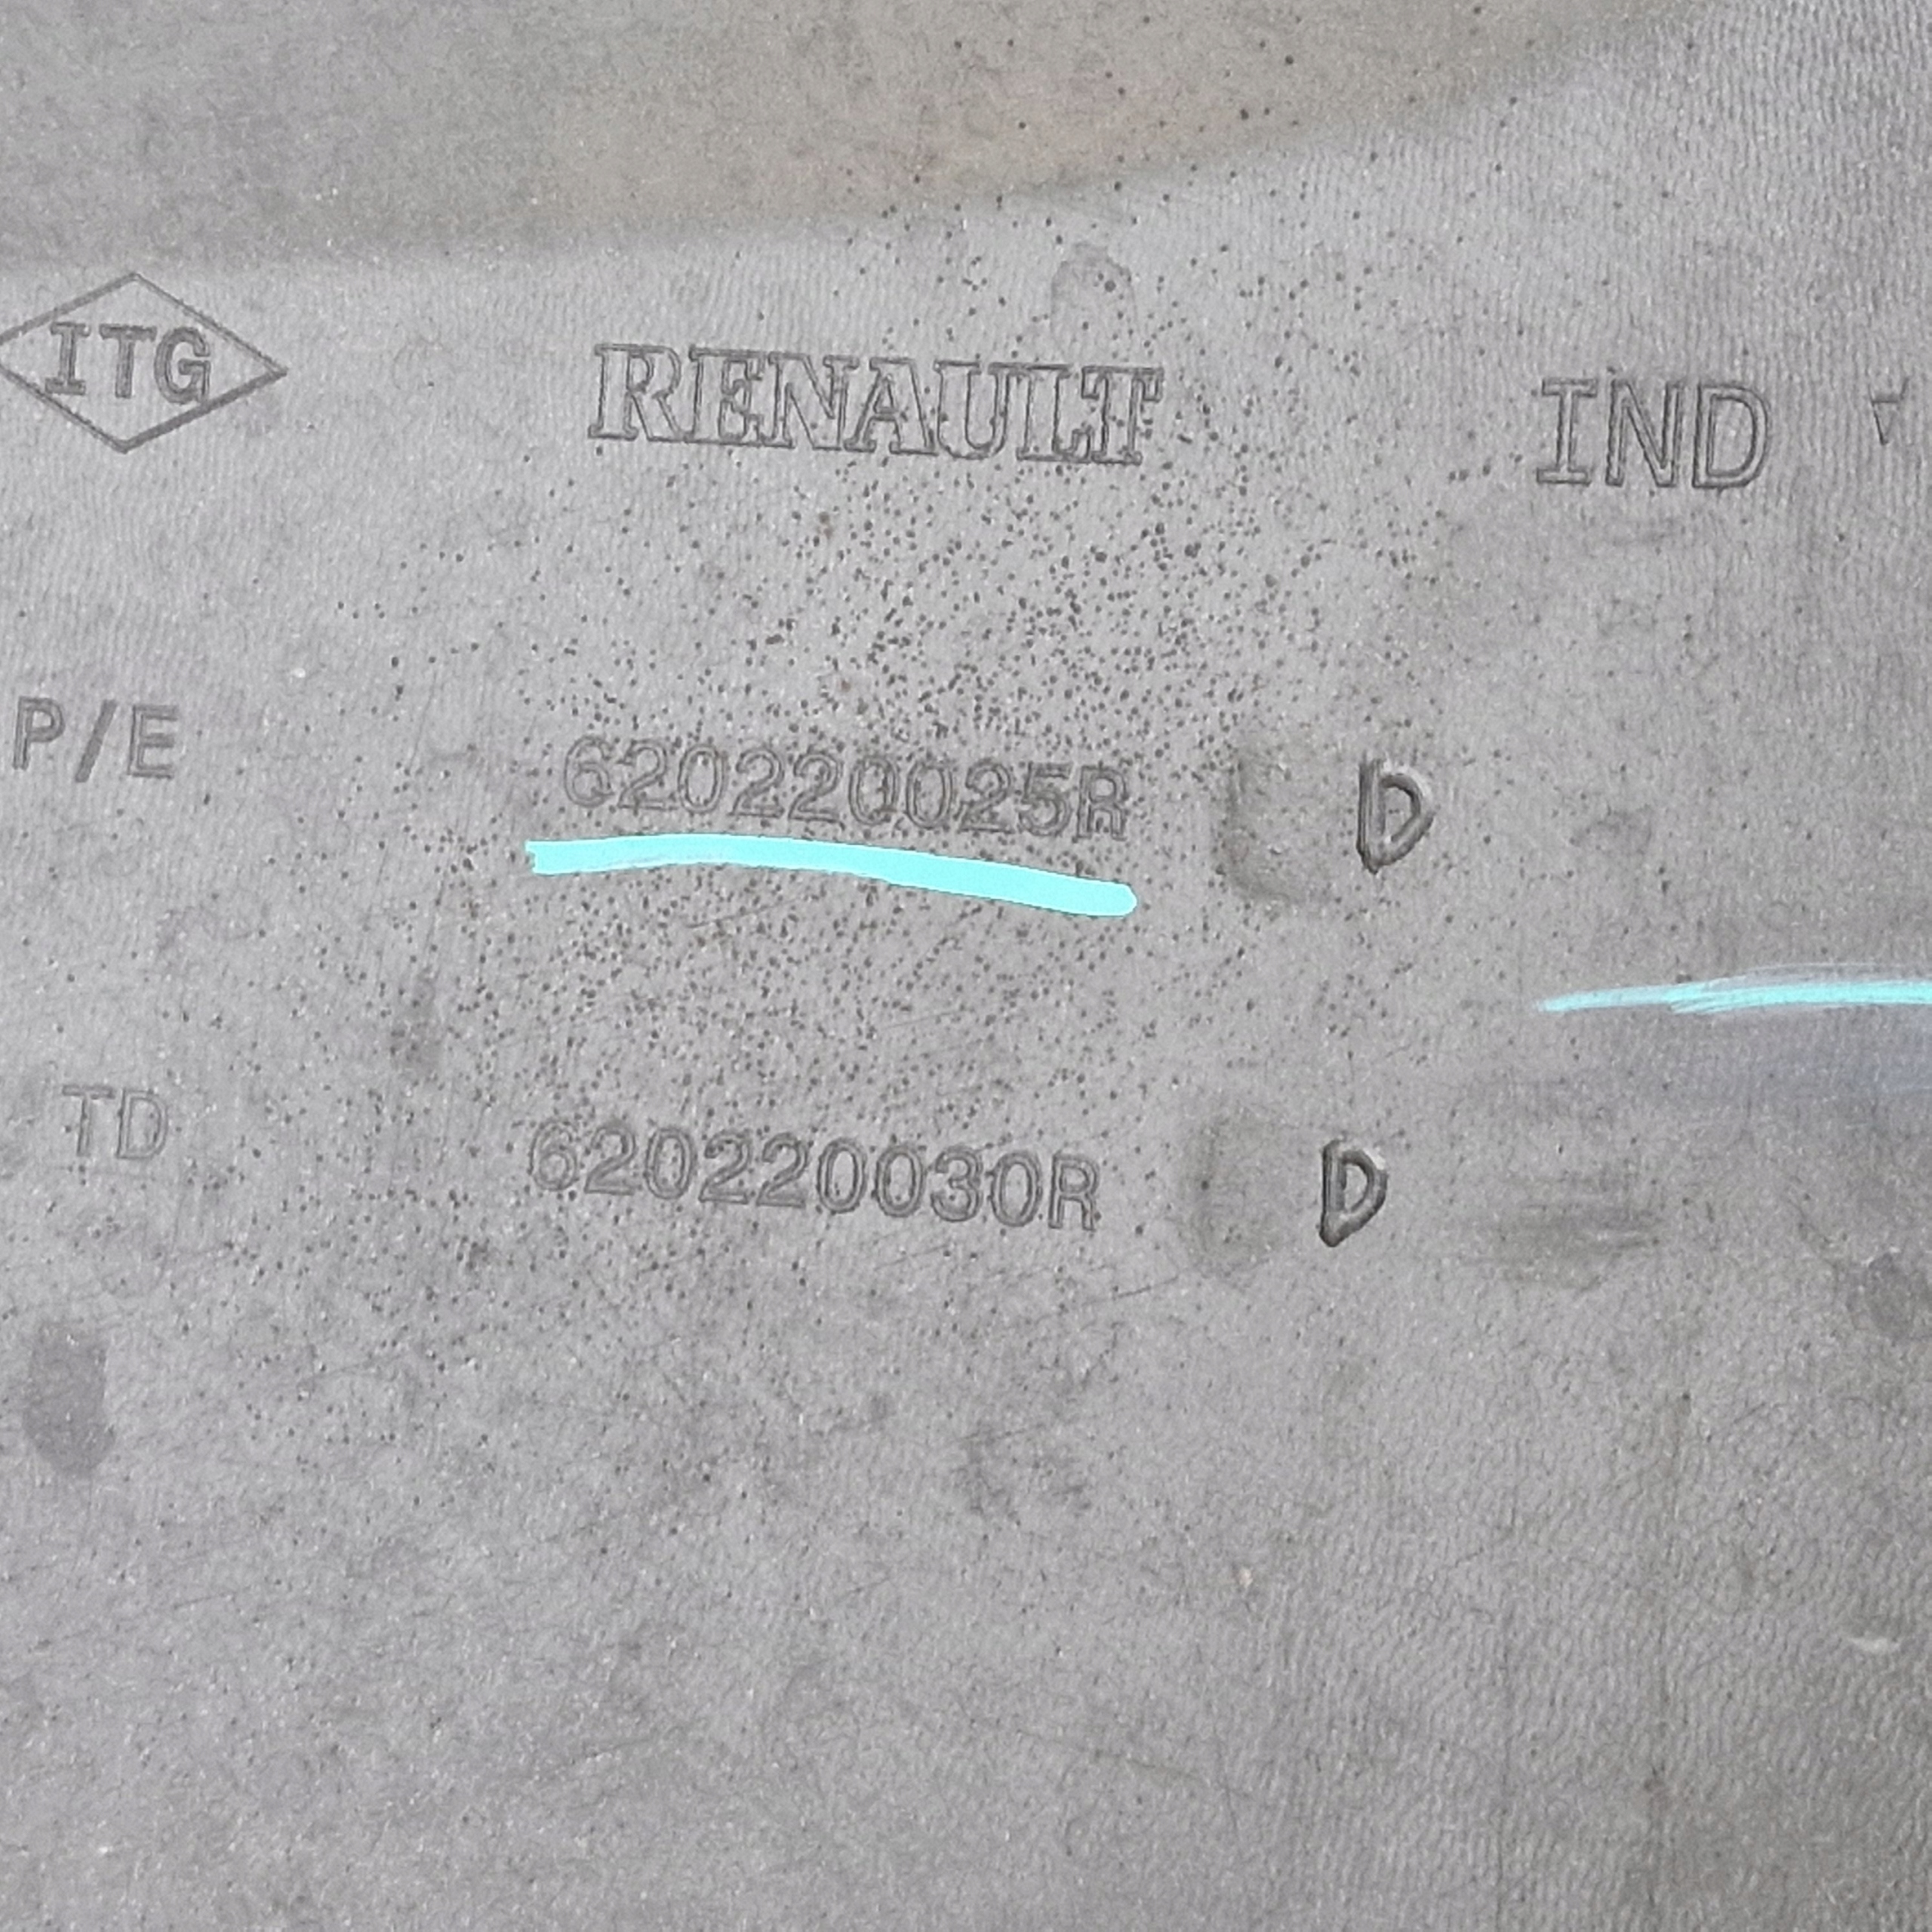 ITG RENAULT IND
P/E 620220025R D
TD 620220030R D